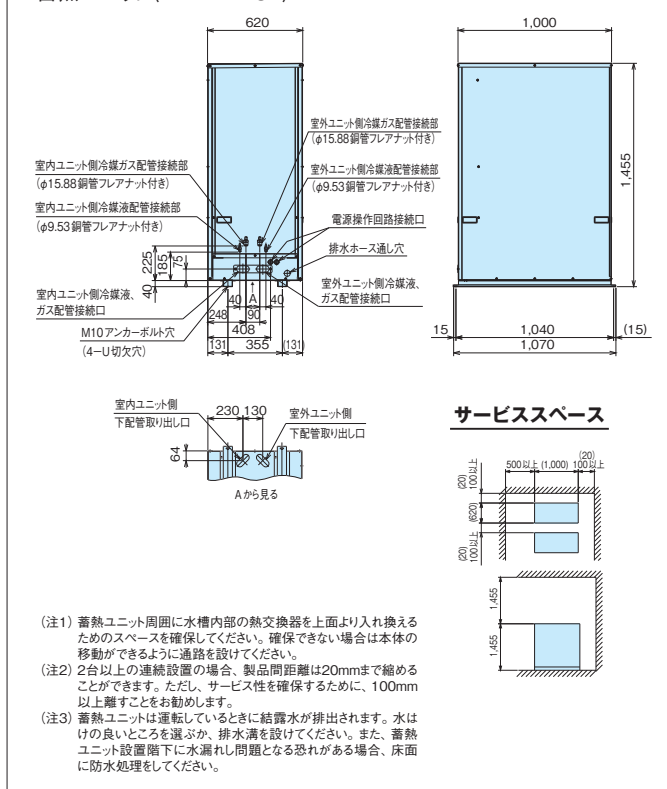 620
1,000
室外ユニット側冷媒ガス配管接続部
(φ15.88銅管フレアナット付き)
室内ユニット側冷媒ガス配管接続部
(φ15.88銅管フレアナット付き)
室外ユニット側冷媒液配管接続部
(φ9.53銅管フレアナット付き)
室内ユニット側冷媒液配管接続部
(φ9.53銅管フレアナット付き)
電源操作回路接続口
排水ホース通し穴
1,455
225
185
75
40
室内ユニット側冷媒液、
ガス配管接続口
室外ユニット側冷媒液、
ガス配管接続口
40 A 40
248 90
408
M10アンカーボルト穴
(4-U切欠穴)
131 355 (131)
15 1,040 (15)
1,070
室内ユニット側
下配管取り出し口
230 130
室外ユニット側
下配管取り出し口
64
Aから見る
サービススペース
(20)
500以上 (1,000) 100以上
(20)
100以上
(620)
(20)
100以上
1,455
1,455
(注1) 蓄熱ユニット周囲に水槽内部の熱交換器を上面より入れ換える
ためのスペースを確保してください。確保できない場合は本体の
移動ができるように通路を設けてください。
(注2) 2台以上の連続設置の場合、製品間距離は20mmまで縮める
ことができます。ただし、サービス性を確保するために、100mm
以上離すことをお勧めします。
(注3) 蓄熱ユニットは運転しているときに結露水が排出されます。水は
けの良いところを選ぶか、排水溝を設けてください。また、蓄熱
ユニット設置階下に水漏れし問題となる恐れがある場合、床面
に防水処理をしてください。